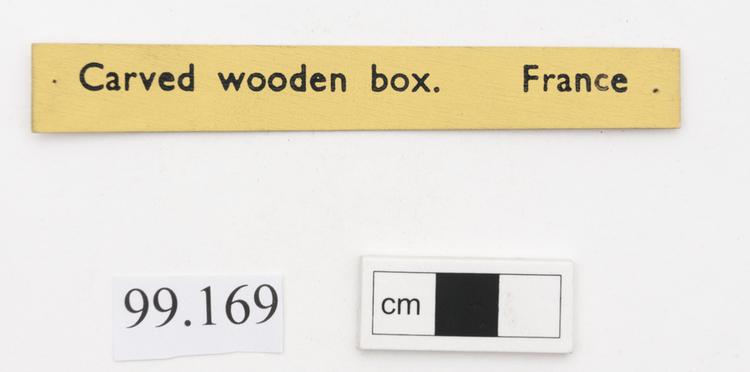 Carved wooden box. France
99.169
cm